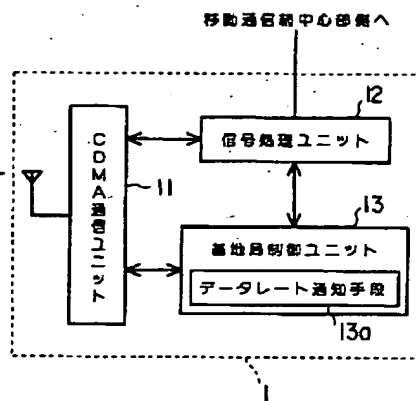 移動通信網中心部側へ
12
信号処理ユニット
CDMA通信ユニット
11
13
基地局制御ユニット
データレート通知手段
13a
1